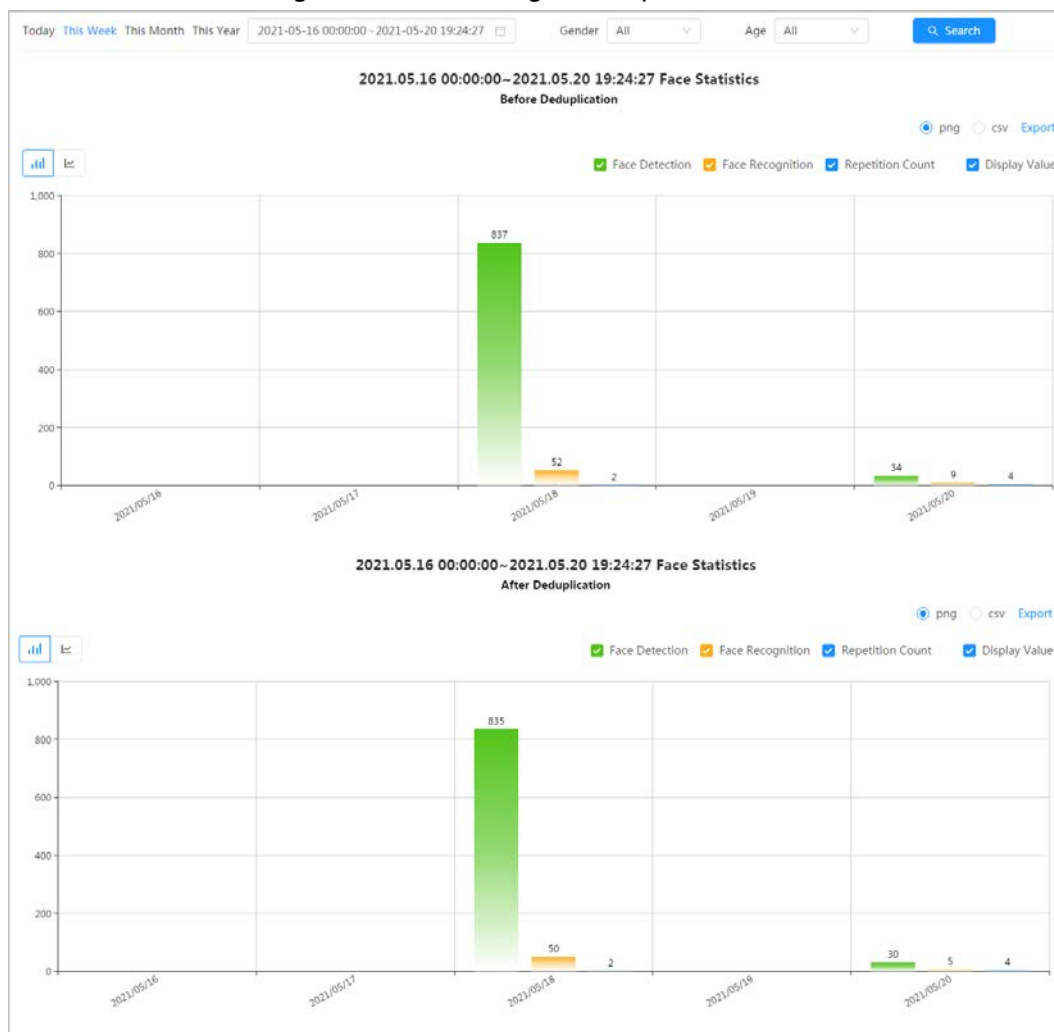 Today This Week This Month This Year 2021-05-16 00:00:00 ~ 2021-05-20 19:24:27 Gender All Age All Search
2021.05.16 00:00:00~2021.05.20 19:24:27 Face Statistics
Before Deduplication
png csv Export
Face Detection Face Recognition Repetition Count Display Value
1,000
837
800
600
400
200
52
2
34
9
4
0
2021/05/16 2021/05/17 2021/05/18 2021/05/19 2021/05/20
2021.05.16 00:00:00~2021.05.20 19:24:27 Face Statistics
After Deduplication
png csv Export
Face Detection Face Recognition Repetition Count Display Value
1,000
835
800
600
400
200
50
2
30
5
4
0
2021/05/16 2021/05/17 2021/05/18 2021/05/19 2021/05/20